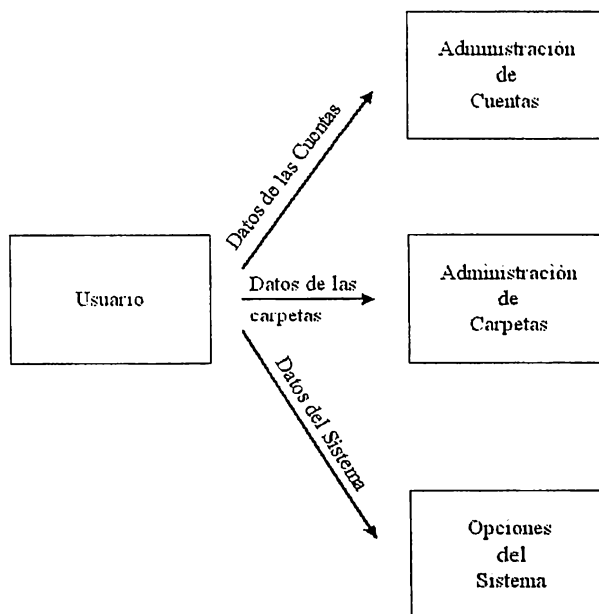 Administración
de
Cuentas
Datos de las Cuentas
Usuario
Datos de las
carpetas
Administración
de
Carpetas
Datos del Sistema
Opciones
del
Sistema